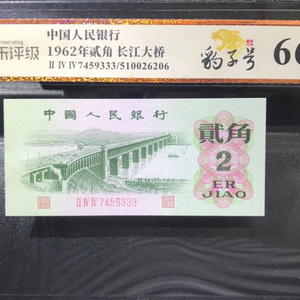 币评级
中国人民银行
1962年贰角 长江大桥
II IV IV 7459333/510026206
豹子号
66
中國人民銀行
貳角
2
ER
JIAO
II IV IV 7459333